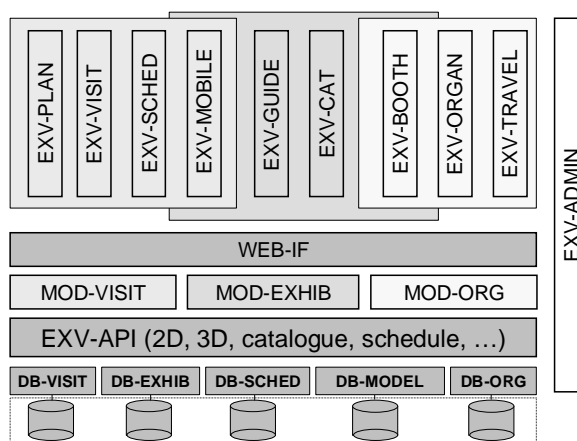 EXV-PLAN
EXV-VISIT
EXV-SCHED
EXV-MOBILE
EXV-GUIDE
EXV-CAT
EXV-BOOTH
EXV-ORGAN
EXV-TRAVEL
EXV-ADMIN
WEB-IF
MOD-VISIT
MOD-EXHIB
MOD-ORG
EXV-API (2D, 3D, catalogue, schedule, …)
DB-VISIT
DB-EXHIB
DB-SCHED
DB-MODEL
DB-ORG